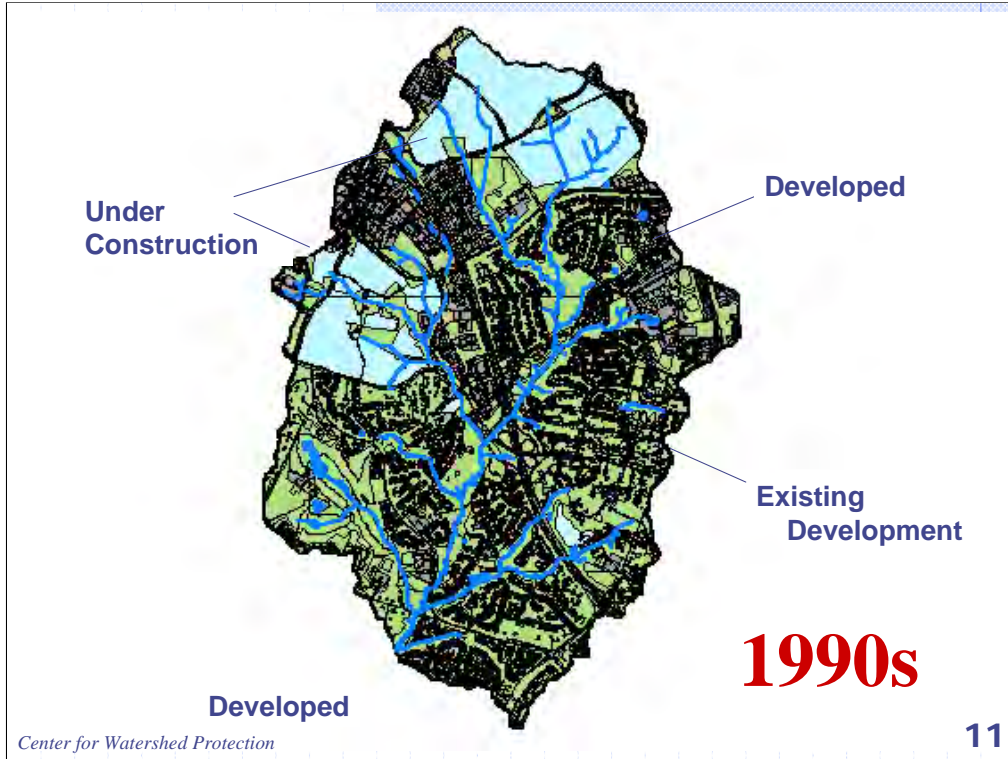 Under
Construction
Developed
Existing
Development
1990s
Developed
Center for Watershed Protection
11